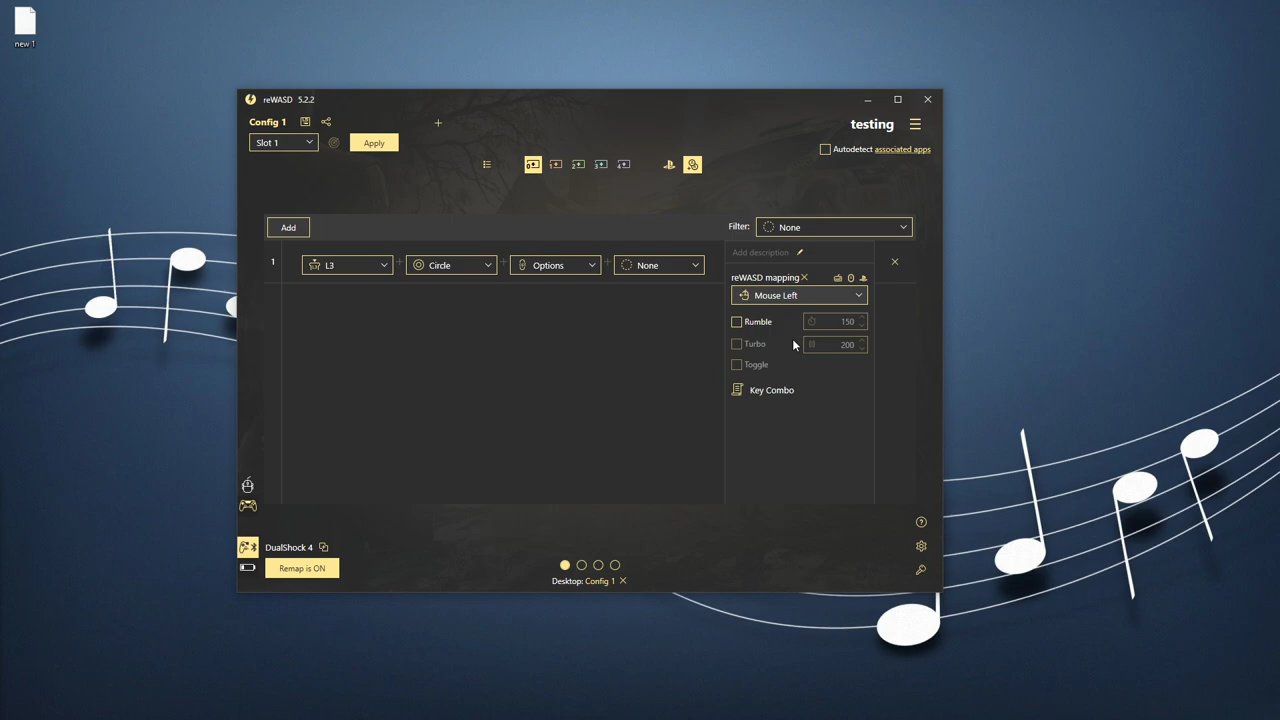 new 1
reWASD 5.2.2
Config 1
testing
Slot 1
Apply
Autodetect associated apps
Add
Filter: None
1
L3 + Circle + Options + None
Add description
reWASD mapping
Mouse Left
Rumble 150
Turbo 200
Toggle
Key Combo
DualShock 4
Remap is ON
Desktop: Config 1